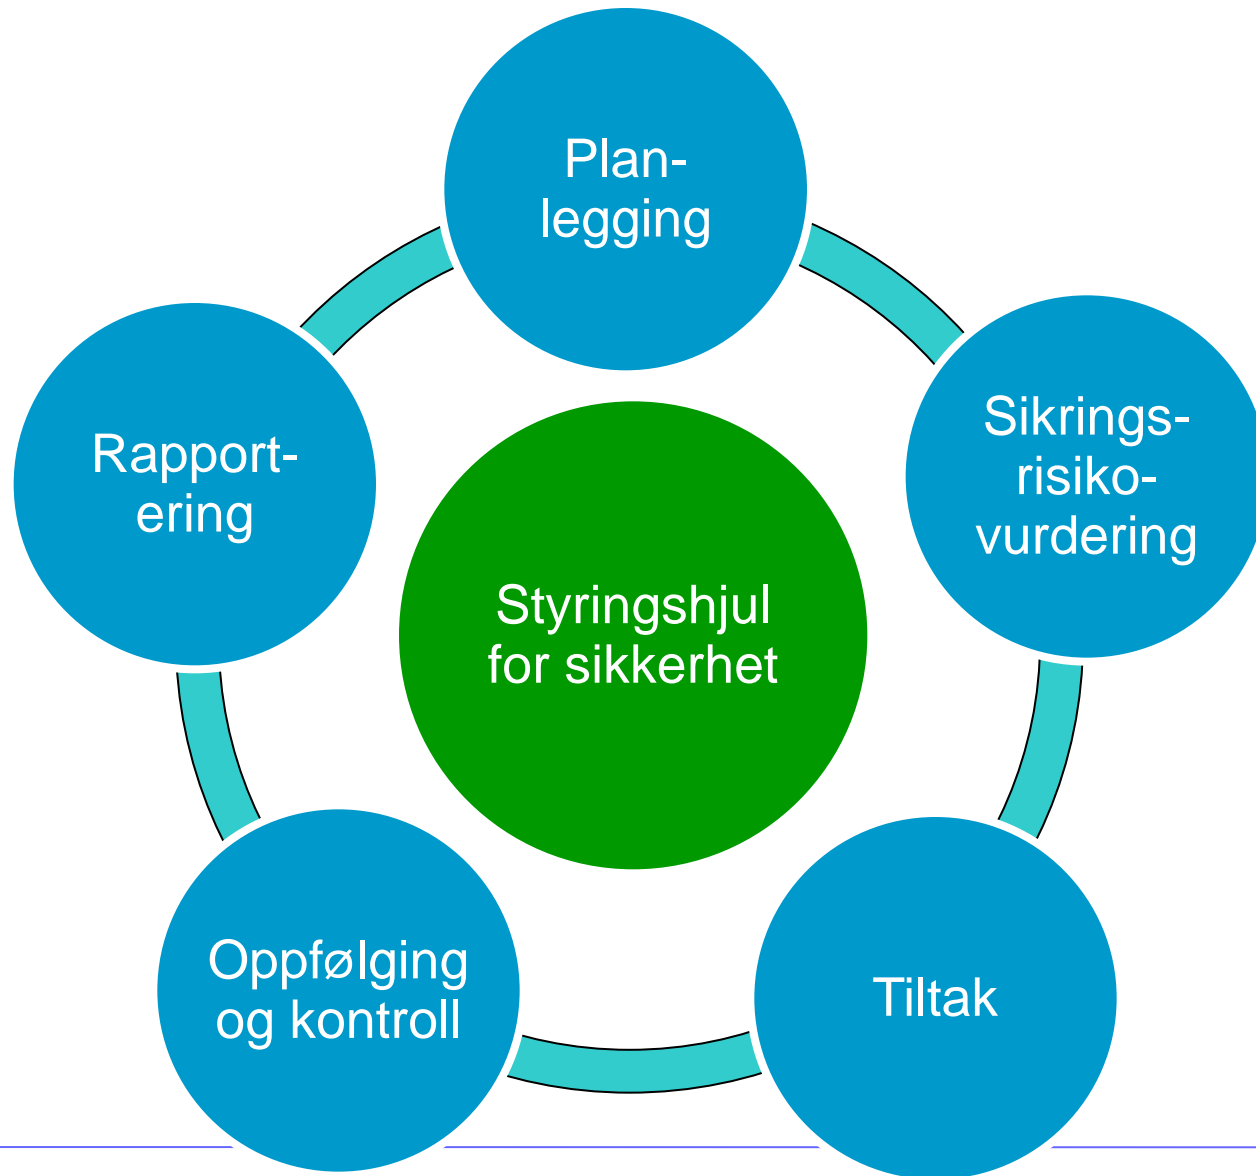 Plan-
legging
Sikrings-
risiko-
vurdering
Tiltak
Oppfølging
og kontroll
Rapport-
ering
Styringshjul
for sikkerhet